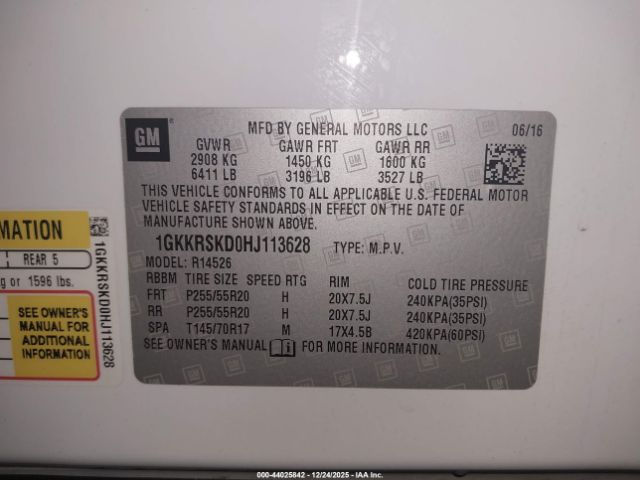 GM
MFD BY GENERAL MOTORS LLC 06/16
GVWR GAWR FRT GAWR RR
2908 KG 1450 KG 1600 KG
6411 LB 3196 LB 3527 LB
THIS VEHICLE CONFORMS TO ALL APPLICABLE U.S. FEDERAL MOTOR
VEHICLE SAFETY STANDARDS IN EFFECT ON THE DATE OF
MANUFACTURE SHOWN ABOVE.
1GKKRSKD0HJ113628 TYPE: M.P.V.
MODEL: R14526
RBBM TIRE SIZE SPEED RTG RIM COLD TIRE PRESSURE
FRT P255/55R20 H 20X7.5J 240KPA(35PSI)
RR P255/55R20 H 20X7.5J 240KPA(35PSI)
SPA T145/70R17 M 17X4.5B 420KPA(60PSI)
SEE OWNER'S MANUAL FOR MORE INFORMATION.
REAR 5
or 1596 lbs.
SEE OWNER'S
MANUAL FOR
ADDITIONAL
INFORMATION
1GKKRSKD0HJ113628
000-44025842 - 12/24/2025 - IAA Inc.